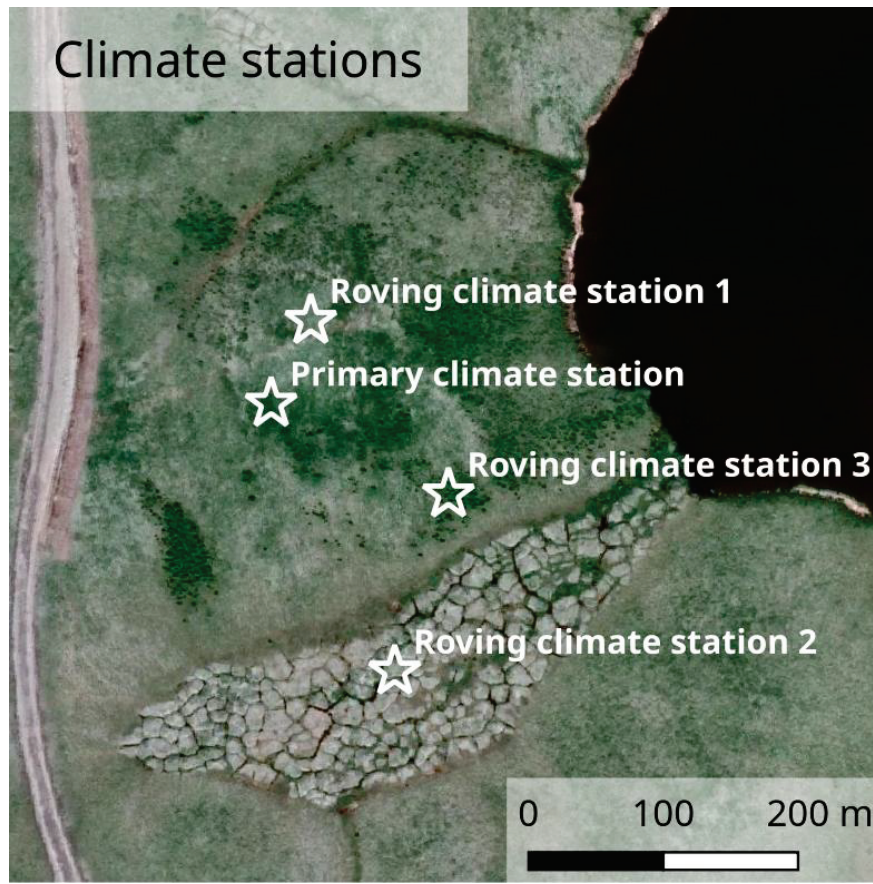 Climate stations
Roving climate station 1
Primary climate station
Roving climate station 3
Roving climate station 2
0 100 200 m